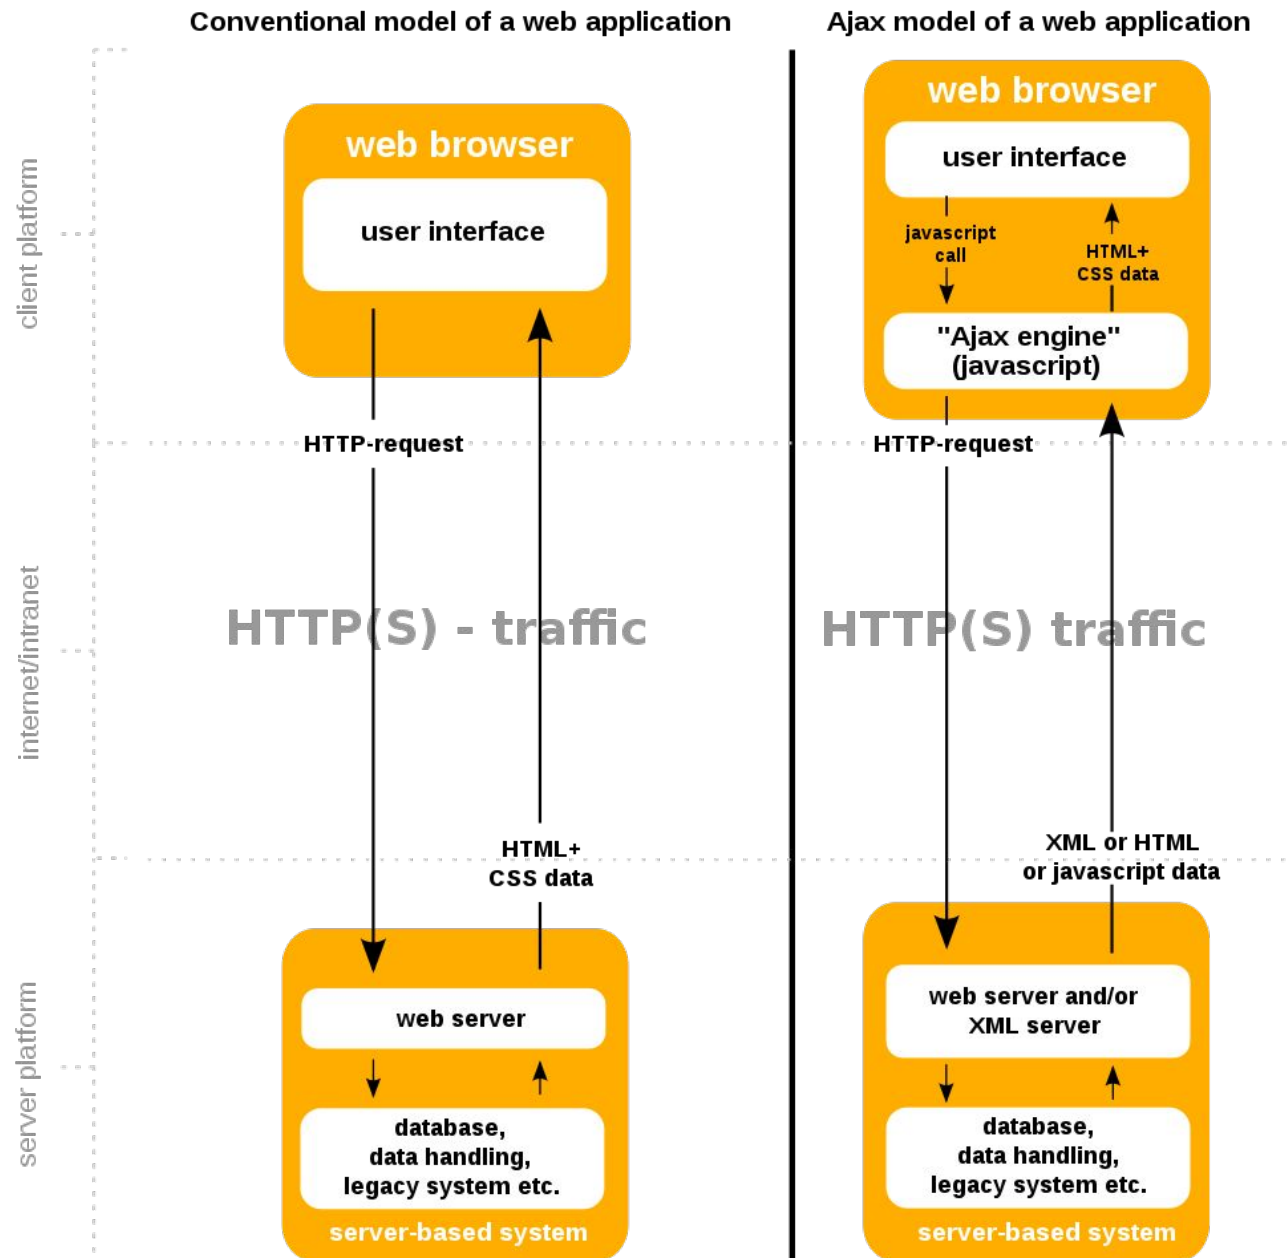 Conventional model of a web application
Ajax model of a web application
client platform
internet/intranet
server platform
web browser
user interface
HTTP-request
HTTP(S) - traffic
HTML+
CSS data
web server
database,
data handling,
legacy system etc.
server-based system
web browser
user interface
javascript
call
HTML+
CSS data
"Ajax engine"
(javascript)
HTTP-request
HTTP(S) traffic
XML or HTML
or javascript data
web server and/or
XML server
database,
data handling,
legacy system etc.
server-based system